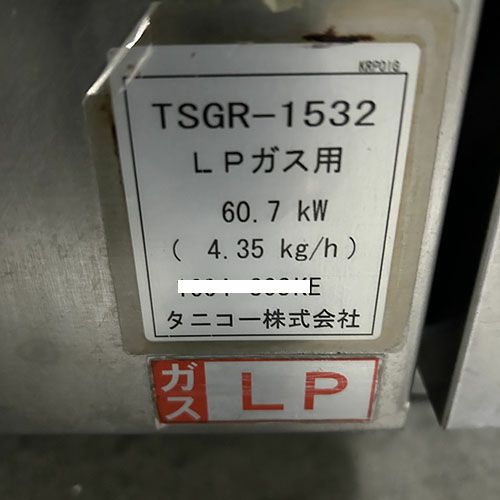 KRP01G
TSGR-1532
LPガス用
60.7 kW
( 4.35 kg/h )
タニコー株式会社
ガス LP